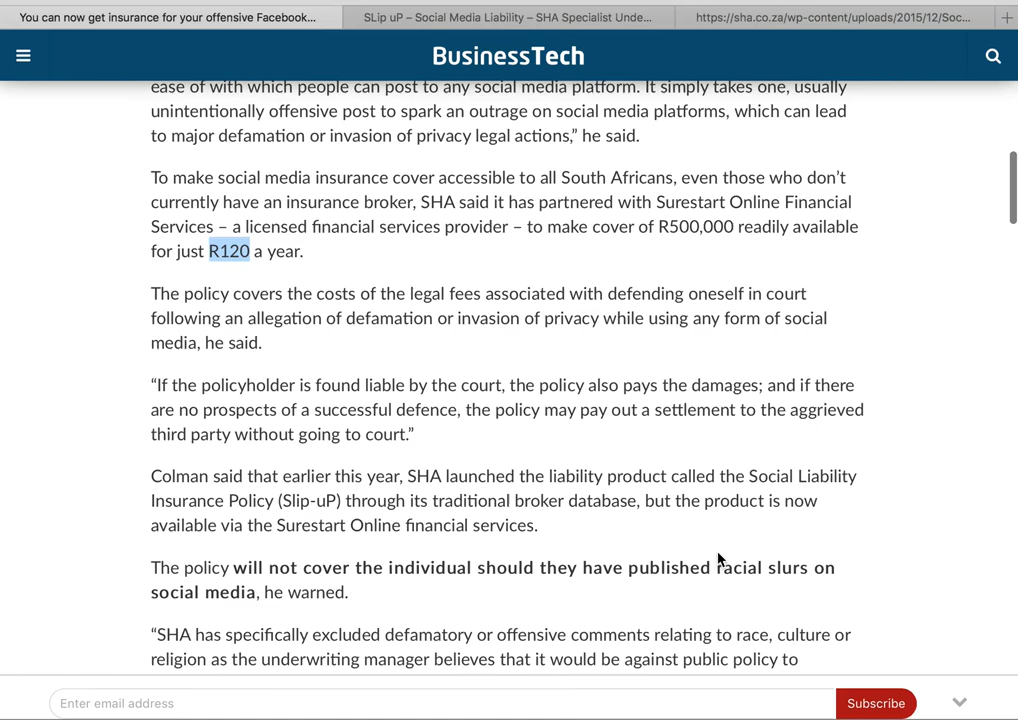 You can now get insurance for your offensive Facebook...
SLip uP – Social Media Liability – SHA Specialist Unde...
https://sha.co.za/wp-content/uploads/2015/12/Soc...
BusinessTech
ease of with which people can post to any social media platform. It simply takes one, usually
unintentionally offensive post to spark an outrage on social media platforms, which can lead
to major defamation or invasion of privacy legal actions,” he said.
To make social media insurance cover accessible to all South Africans, even those who don’t
currently have an insurance broker, SHA said it has partnered with Surestart Online Financial
Services – a licensed financial services provider – to make cover of R500,000 readily available
for just R120 a year.
The policy covers the costs of the legal fees associated with defending oneself in court
following an allegation of defamation or invasion of privacy while using any form of social
media, he said.
“If the policyholder is found liable by the court, the policy also pays the damages; and if there
are no prospects of a successful defence, the policy may pay out a settlement to the aggrieved
third party without going to court.”
Colman said that earlier this year, SHA launched the liability product called the Social Liability
Insurance Policy (Slip-uP) through its traditional broker database, but the product is now
available via the Surestart Online financial services.
The policy will not cover the individual should they have published racial slurs on
social media, he warned.
“SHA has specifically excluded defamatory or offensive comments relating to race, culture or
religion as the underwriting manager believes that it would be against public policy to
Enter email address
Subscribe